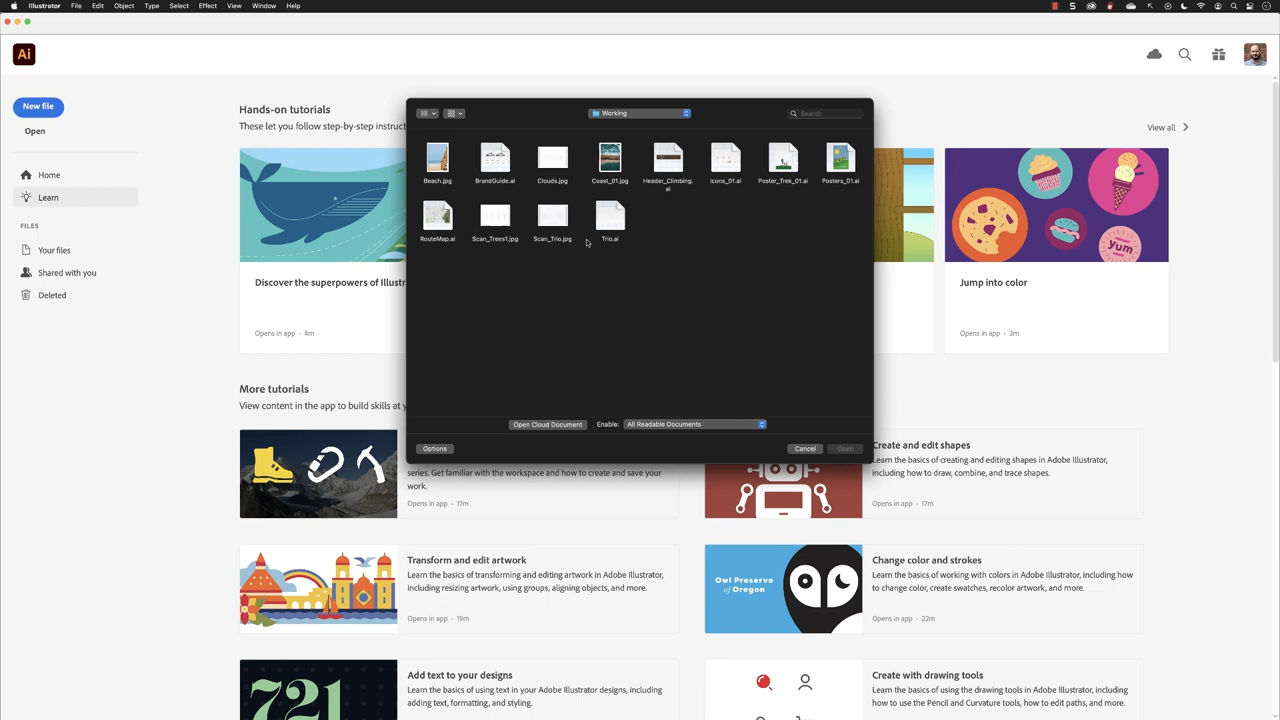 Illustrator File Edit Object Type Select Effect View Window Help
Ai
New file
Open
Home
Learn
FILES
Your files
Shared with you
Deleted
Hands-on tutorials
These let you follow step-by-step instruct
View all
Working
Search
Beach.jpg
BrandGuide.ai
Clouds.jpg
Coast_01.jpg
Header_Climbing.
ai
Icons_01.ai
Poster_Trek_01.ai
Posters_01.ai
RouteMap.ai
Scan_Trees1.jpg
Scan_Trio.jpg
Trio.ai
Open Cloud Document
Enable: All Readable Documents
Options
Cancel
Open
Discover the superpowers of Illustr
Opens in app • 4m
Yum
Jump into color
Opens in app • 3m
More tutorials
View content in the app to build skills at y
series. Get familiar with the workspace and how to create and save your
work.
Opens in app • 17m
Create and edit shapes
Learn the basics of creating and editing shapes in Adobe Illustrator,
including how to draw, combine, and trace shapes.
Opens in app • 17m
Transform and edit artwork
Learn the basics of transforming and editing artwork in Adobe Illustrator,
including resizing artwork, using groups, aligning objects, and more.
Opens in app • 19m
Owl Preserve
of Oregon
Change color and strokes
Learn the basics of working with colors in Adobe Illustrator, including how
to change color, create swatches, recolor artwork, and more.
Opens in app • 22m
721
Add text to your designs
Learn the basics of using text in your Adobe Illustrator designs, including
adding text, formatting, and styling.
Create with drawing tools
Learn the basics of using the drawing tools in Adobe Illustrator, including
how to use the Pencil and Curvature tools, how to edit paths, and more.